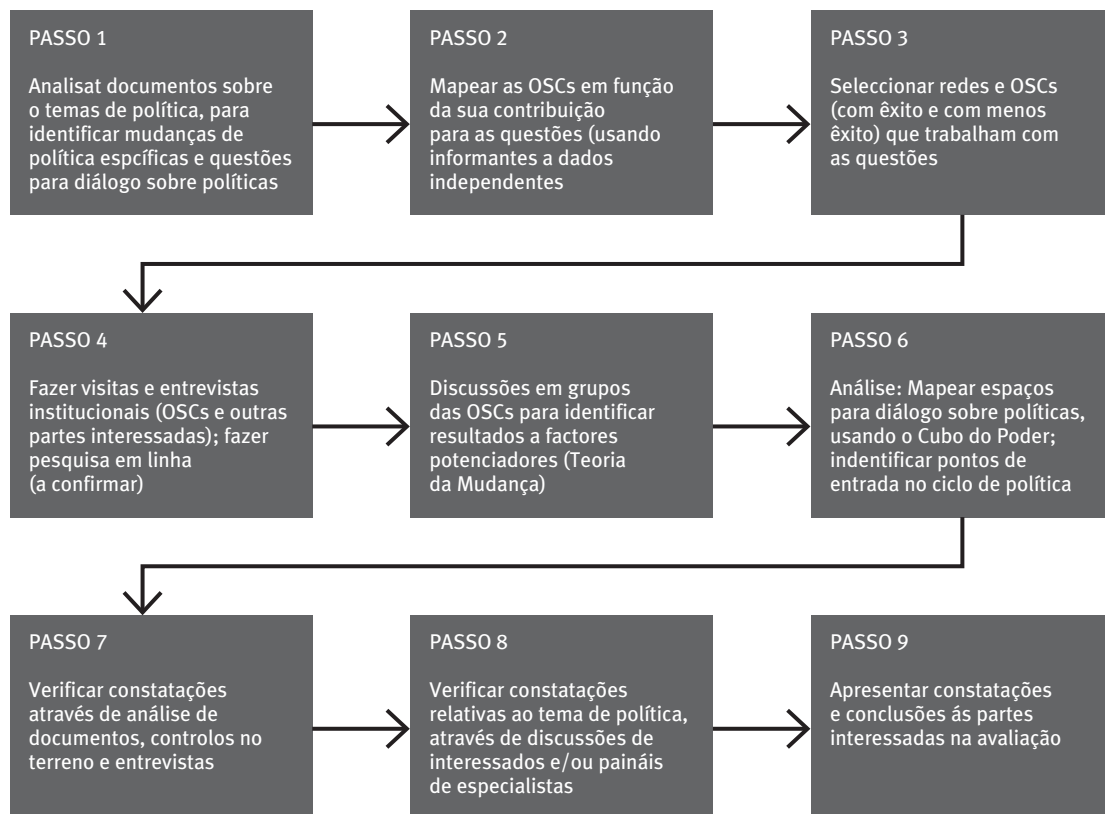 PASSO 1
Analisat documentos sobre
o temas de política, para
identificar mudanças de
política espcíficas e questões
para diálogo sobre políticas
PASSO 2
Mapear as OSCs em função
da sua contribuição
para as questões (usando
informantes a dados
independentes
PASSO 3
Seleccionar redes e OSCs
(com êxito e com menos
êxito) que trabalham com
as questões
PASSO 4
Fazer visitas e entrevistas
institucionais (OSCs e outras
partes interessadas); fazer
pesquisa em linha
(a confirmar)
PASSO 5
Discussões em grupos
das OSCs para identificar
resultados a factores
potenciadores (Teoria
da Mudança)
PASSO 6
Análise: Mapear espaços
para diálogo sobre políticas,
usando o Cubo do Poder;
indentificar pontos de
entrada no ciclo de política
PASSO 7
Verificar constatações
através de análise de
documentos, controlos no
terreno e entrevistas
PASSO 8
Verificar constatações
relativas ao tema de política,
através de discussões de
interessados e/ou paináis
de especialistas
PASSO 9
Apresentar constatações
e conclusões ás partes
interessadas na avaliação